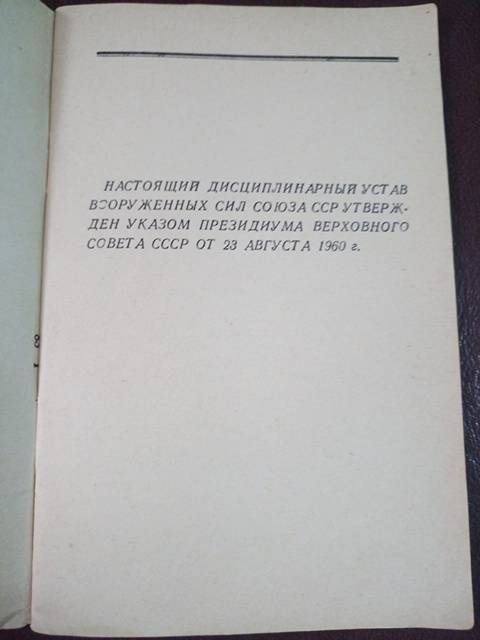 НАСТОЯЩИЙ ДИСЦИПЛИНАРНЫЙ УСТАВ
ВООРУЖЕННЫХ СИЛ СОЮЗА ССР УТВЕРЖ-
ДЕН УКАЗОМ ПРЕЗИДИУМА ВЕРХОВНОГО
СОВЕТА СССР ОТ 23 АВГУСТА 1960 г.